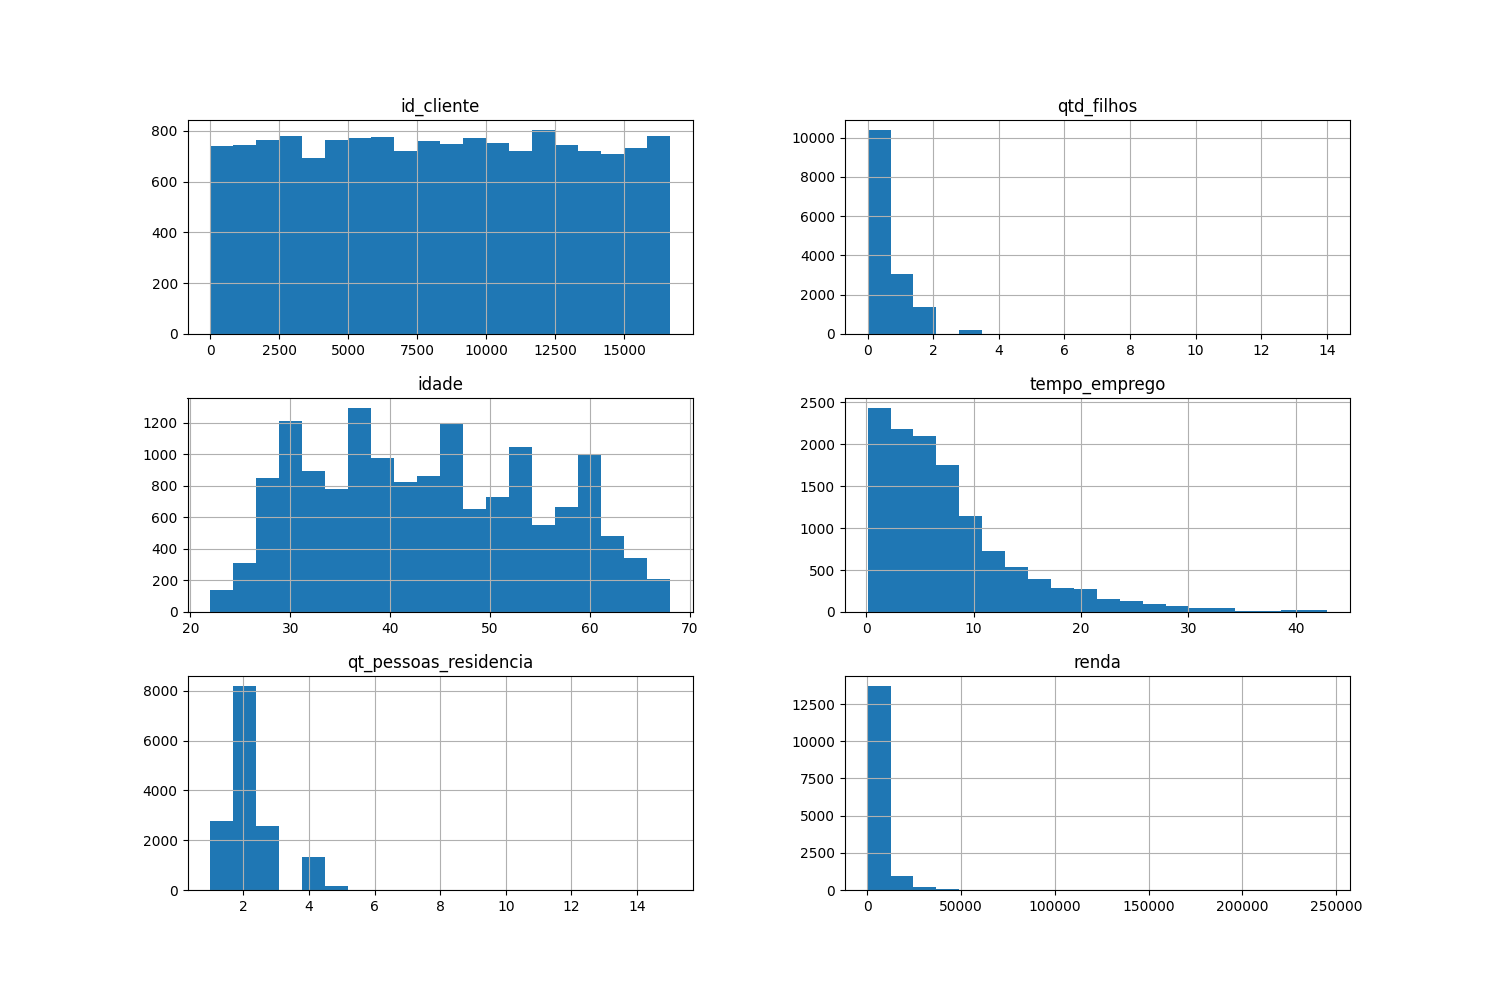 id_cliente
800
600
400
200
0
0 2500 5000 7500 10000 12500 15000
qtd_filhos
10000
8000
6000
4000
2000
0
0 2 4 6 8 10 12 14
idade
1200
1000
800
600
400
200
0
20 30 40 50 60 70
tempo_emprego
2500
2000
1500
1000
500
0
0 10 20 30 40
qt_pessoas_residencia
8000
6000
4000
2000
0
2 4 6 8 10 12 14
renda
12500
10000
7500
5000
2500
0
0 50000 100000 150000 200000 250000